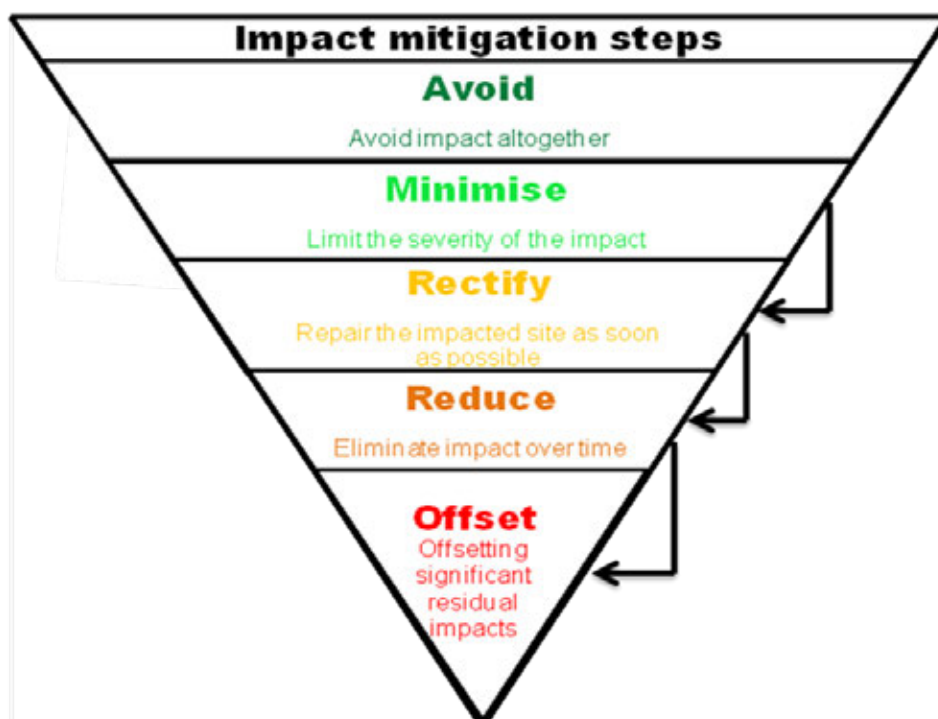 Impact mitigation steps
Avoid
Avoid impact altogether
Minimise
Limit the severity of the impact
Rectify
Repair the impacted site as soon
as possible
Reduce
Eliminate impact over time
Offset
Offsetting
significant
residual
impacts